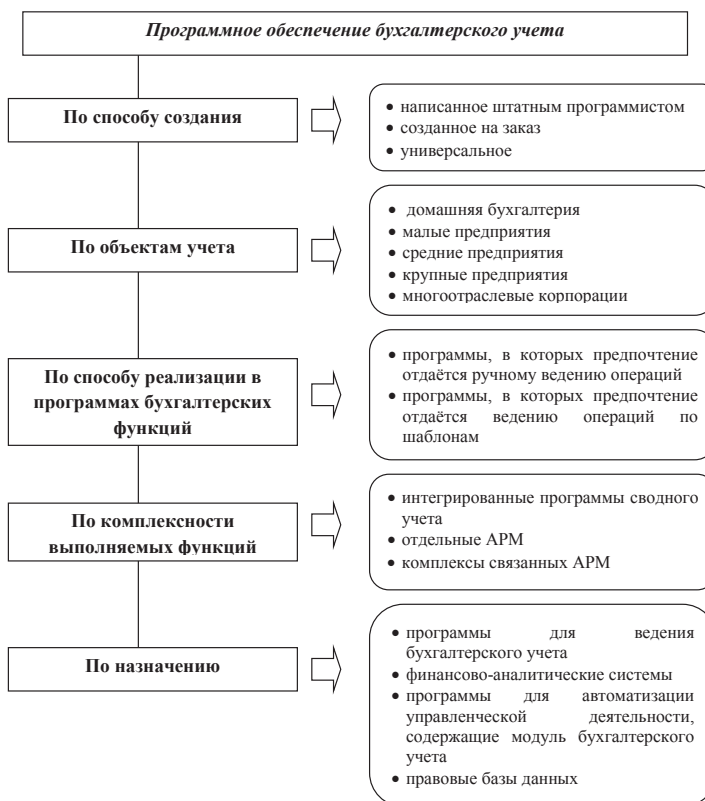 Программное обеспечение бухгалтерского учета
По способу создания
• написанное штатным программистом
• созданное на заказ
• универсальное
По объектам учета
• домашняя бухгалтерия
• малые предприятия
• средние предприятия
• крупные предприятия
• многоотраслевые корпорации
По способу реализации в
программах бухгалтерских
функций
• программы, в которых предпочтение
отдаётся ручному ведению операций
• программы, в которых предпочтение
отдаётся ведению операций по
шаблонам
По комплексности
выполняемых функций
• интегрированные программы сводного
учета
• отдельные АРМ
• комплексы связанных АРМ
По назначению
• программы для ведения
бухгалтерского учета
• финансово-аналитические системы
• программы для автоматизации
управленческой деятельности,
содержащие модуль бухгалтерского
учета
• правовые базы данных